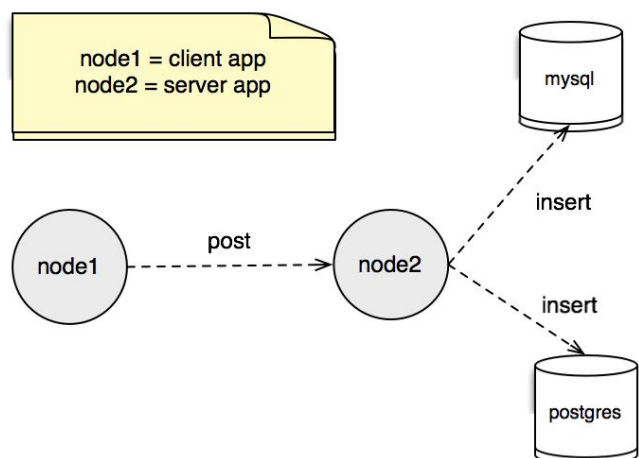 node1 = client app
node2 = server app
mysql
insert
post
node1
node2
insert
postgres